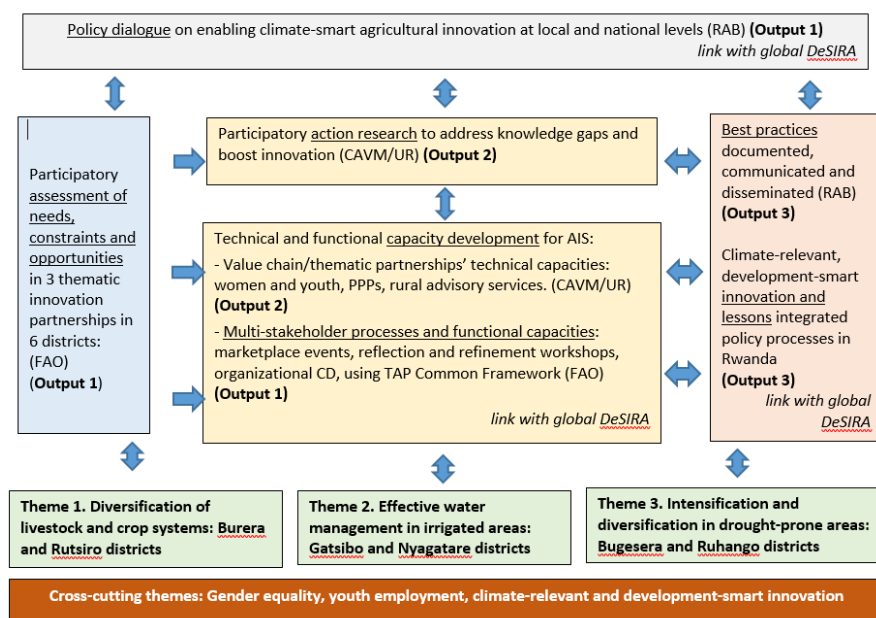 Policy dialogue on enabling climate-smart agricultural innovation at local and national levels (RAB) (Output 1)
link with global DeSIRA
Participatory
assessment of
needs,
constraints and
opportunities
in 3 thematic
innovation
partnerships in
6 districts:
(FAO)
(Output 1)
Participatory action research to address knowledge gaps and
boost innovation (CAVM/UR) (Output 2)
Technical and functional capacity development for AIS:
- Value chain/thematic partnerships' technical capacities:
women and youth, PPPs, rural advisory services. (CAVM/UR)
(Output 2)
- Multi-stakeholder processes and functional capacities:
marketplace events, reflection and refinement workshops,
organizational CD, using TAP Common Framework (FAO)
(Output 1)
link with global DeSIRA
Best practices
documented,
communicated and
disseminated (RAB)
(Output 3)
Climate-relevant,
development-smart
innovation and
lessons integrated
policy processes in
Rwanda
(Output 3)
link with global
DeSIRA
Theme 1. Diversification of
livestock and crop systems: Burera
and Rutsiro districts
Theme 2. Effective water
management in irrigated areas:
Gatsibo and Nyagatare districts
Theme 3. Intensification and
diversification in drought-prone areas:
Bugesera and Ruhango districts
Cross-cutting themes: Gender equality, youth employment, climate-relevant and development-smart innovation